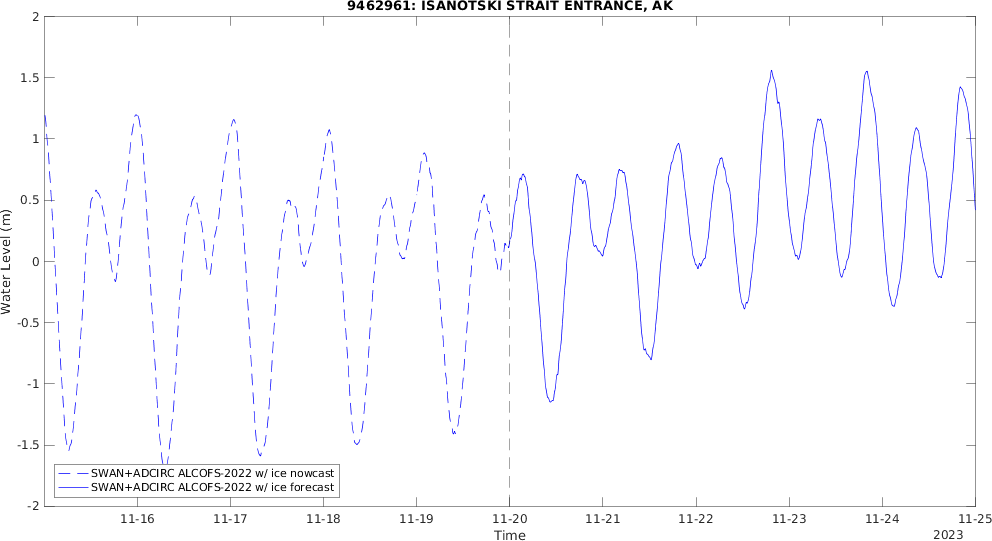 9462961: ISANOTSKI STRAIT ENTRANCE, AK
2
1.5
1
0.5
0
-0.5
-1
-1.5
-2
Water Level (m)
SWAN+ADCIRC ALCOFS-2022 w/ ice nowcast
SWAN+ADCIRC ALCOFS-2022 w/ ice forecast
11-16 11-17 11-18 11-19 11-20 11-21 11-22 11-23 11-24 11-25
Time
2023